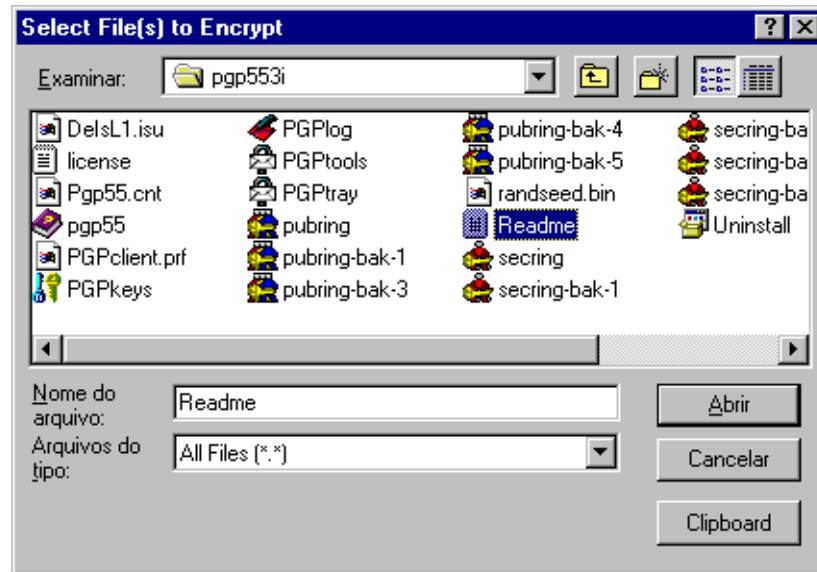 Select File(s) to Encrypt
Examinar: pgp553i
DelsL1.isu
license
Pgp55.cnt
pgp55
PGPclient.prf
PGPkeys
PGPlog
PGPtools
PGPtray
pubring
pubring-bak-1
pubring-bak-3
pubring-bak-4
pubring-bak-5
randseed.bin
Readme
secring
secring-bak-1
secring-ba
secring-ba
secring-ba
Uninstall
Nome do
arquivo:
Readme
Abrir
Arquivos do
tipo:
All Files (*.*)
Cancelar
Clipboard